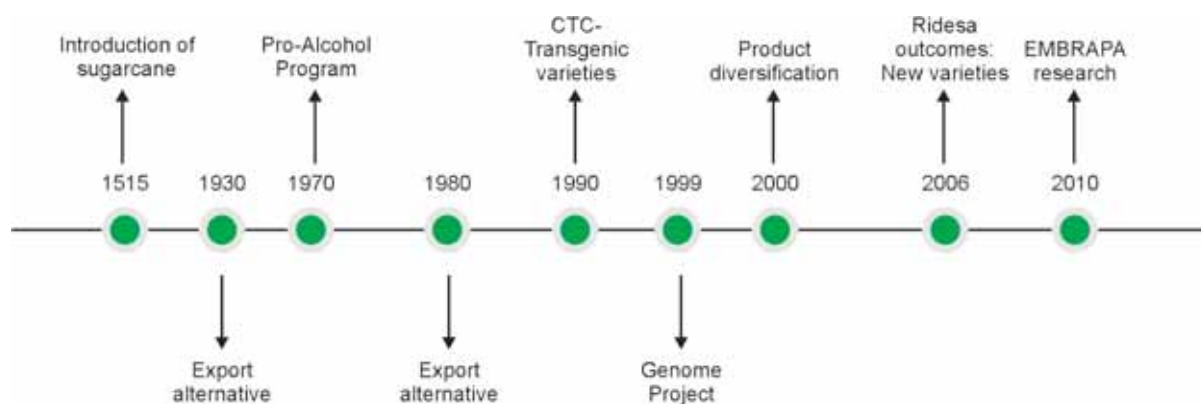 Introduction of
sugarcane
Pro-Alcohol
Program
CTC-
Transgenic
varieties
Product
diversification
Ridesa
outcomes:
New varieties
EMBRAPA
research
1515
1930
1970
1980
1990
1999
2000
2006
2010
Export
alternative
Export
alternative
Genome
Project